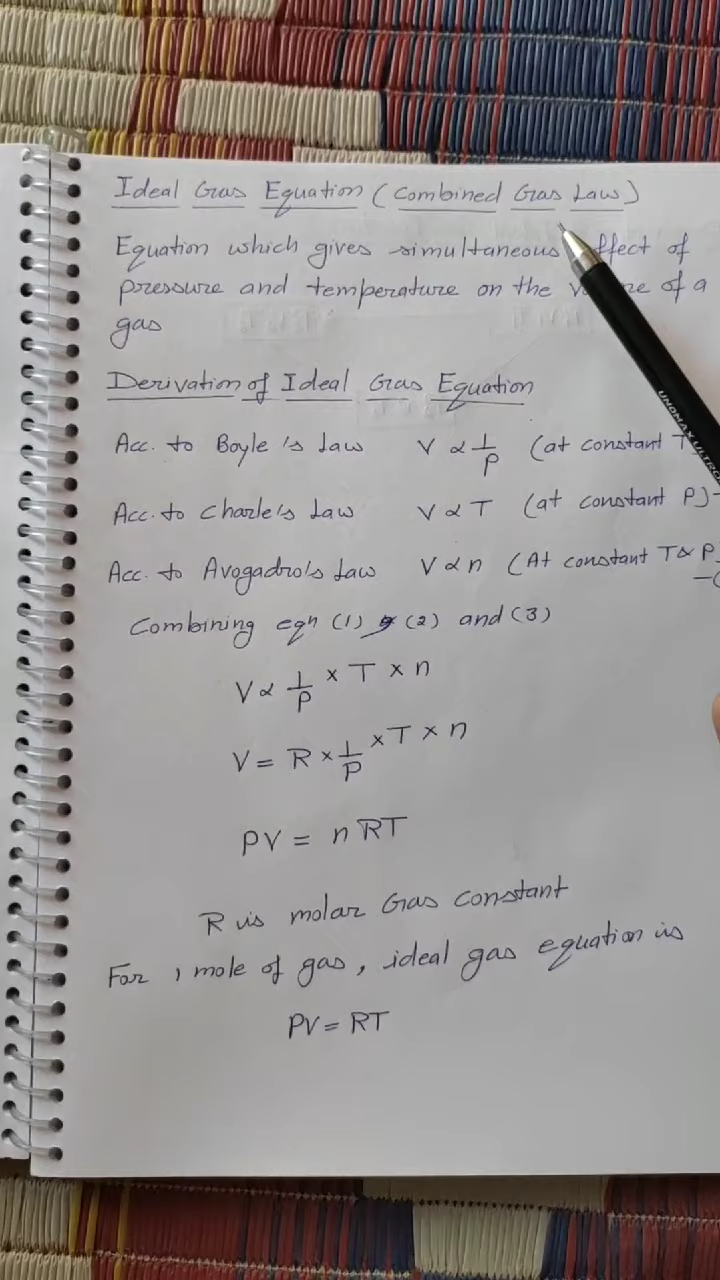 Ideal Gas Equation (Combined Gas Law)
Equation which gives simultaneous effect of
pressure and temperature on the of a
gas
Derivation of Ideal Gas Equation
Acc. to Boyle's Law V ∝ 1/P (at constant T
Acc. to Charle's Law V ∝ T (at constant P)-
Acc. to Avogadro's Law V ∝ n (At constant T & P)
-(
Combining eqn (1), (2) and (3)
V ∝ 1/P × T × n
V = R × 1/P × T × n
PV = nRT
R is molar Gas constant
For 1 mole of gas, ideal gas equation is
PV = RT
UNOMAX ULTRON